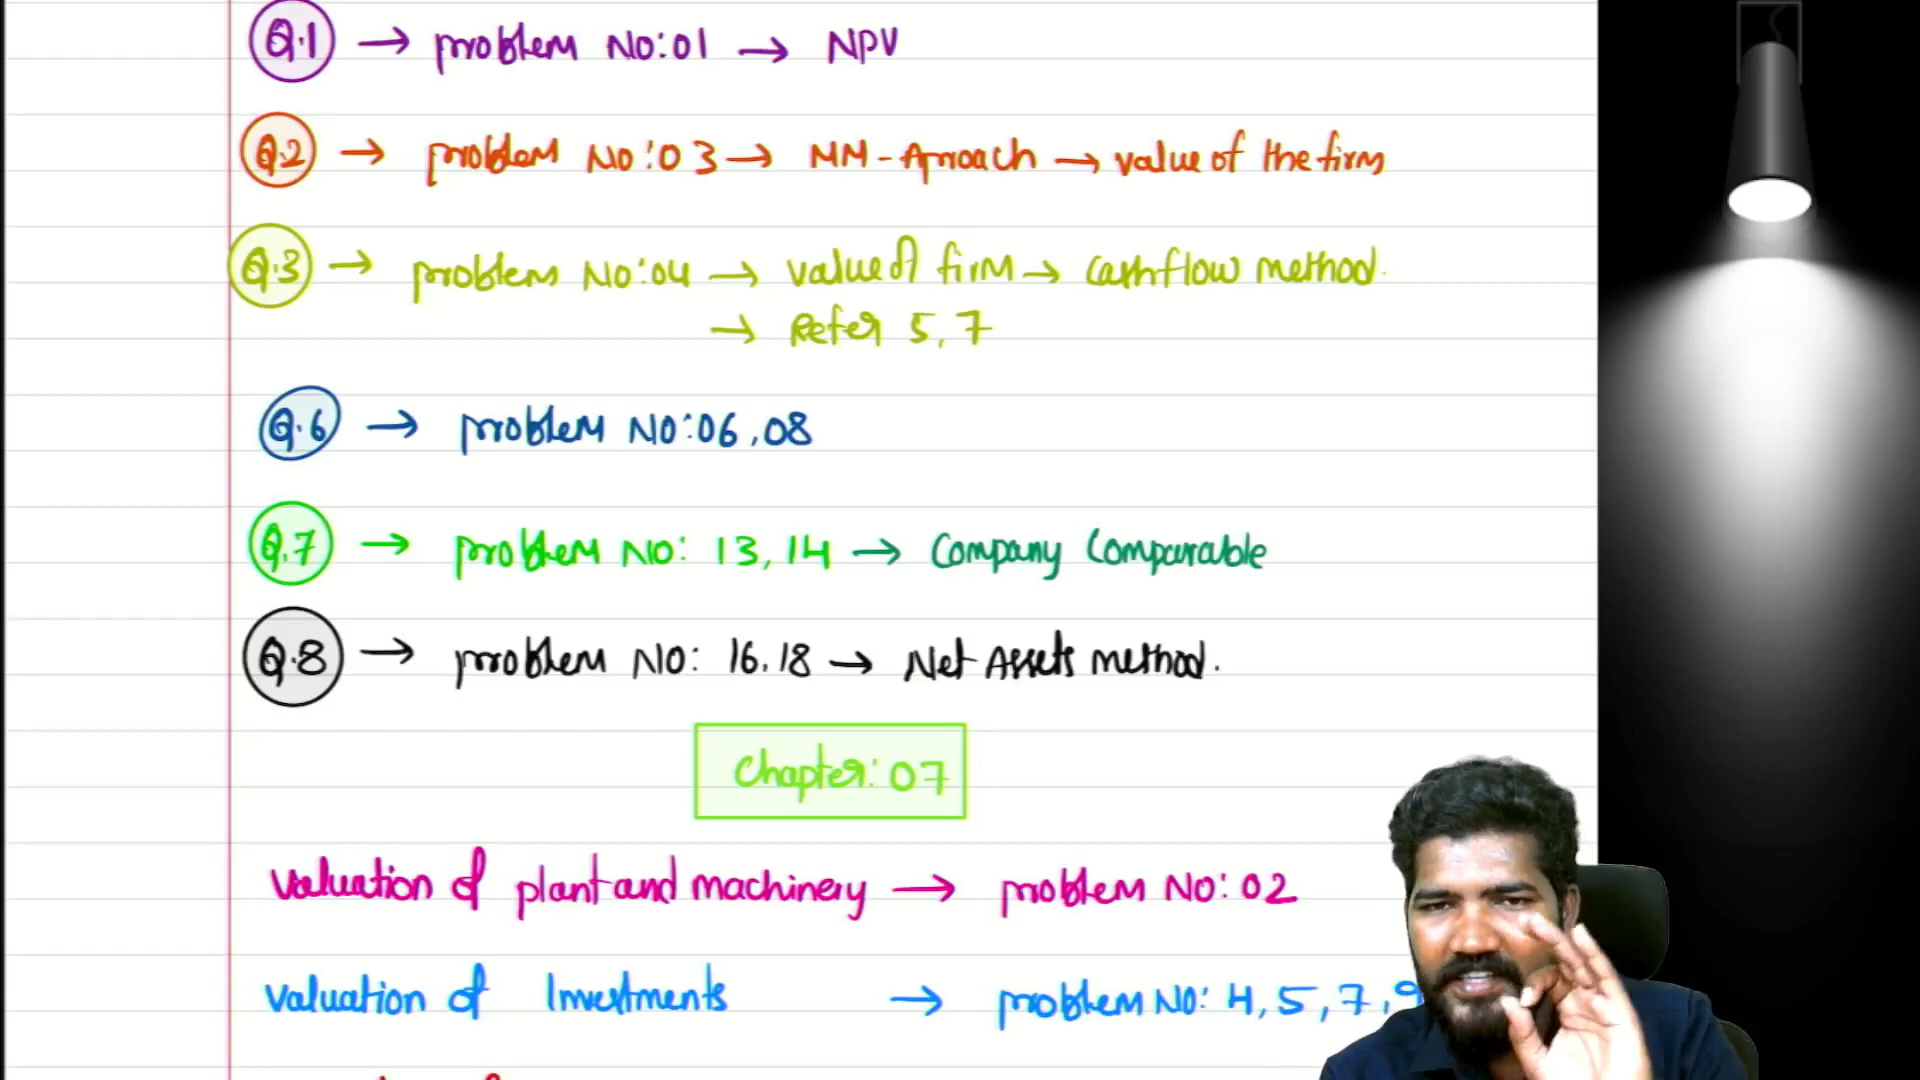 Q.1 → problem No:01 → NPV
Q.2 → problem No:03 → MM-Aproach → value of the firm
Q.3 → problem No:04 → value of firm → cashflow method.
→ Refer 5,7
Q.6 → problem No:06,08
Q.7 → problem No: 13,14 → Company Comparable
Q.8 → problem No: 16,18 → Net Assets method.
Chapter: 07
valuation of plant and machinery → problem No: 02
valuation of Investments → problem No: 4,5,7,9